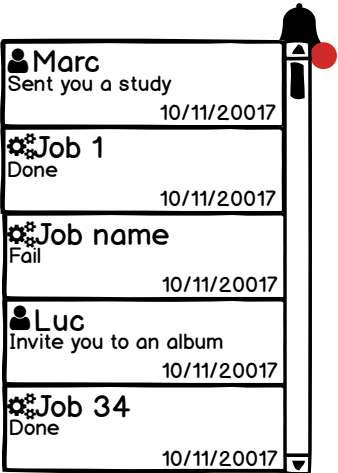 Marc
Sent you a study
10/11/20017
Job 1
Done
10/11/20017
Job name
Fail
10/11/20017
Luc
Invite you to an album
10/11/20017
Job 34
Done
10/11/20017